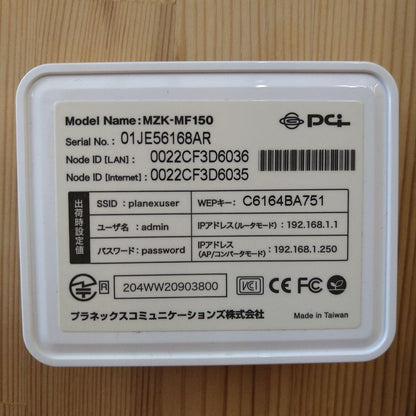 Model Name: MZK-MF150
PCi
Serial No.: 01JE56168AR
Node ID [LAN]: 0022CF3D6036
Node ID [Internet]: 0022CF3D6035
出荷時設定値
SSID : planexuser WEPキー: C6164BA751
ユーザ名 : admin IPアドレス(ルータモード): 192.168.1.1
パスワード: password IPアドレス (AP/コンバータモード): 192.168.1.250
R 204WW20903800 VCCI CE FC
プラネックスコミュニケーションズ株式会社 Made in Taiwan